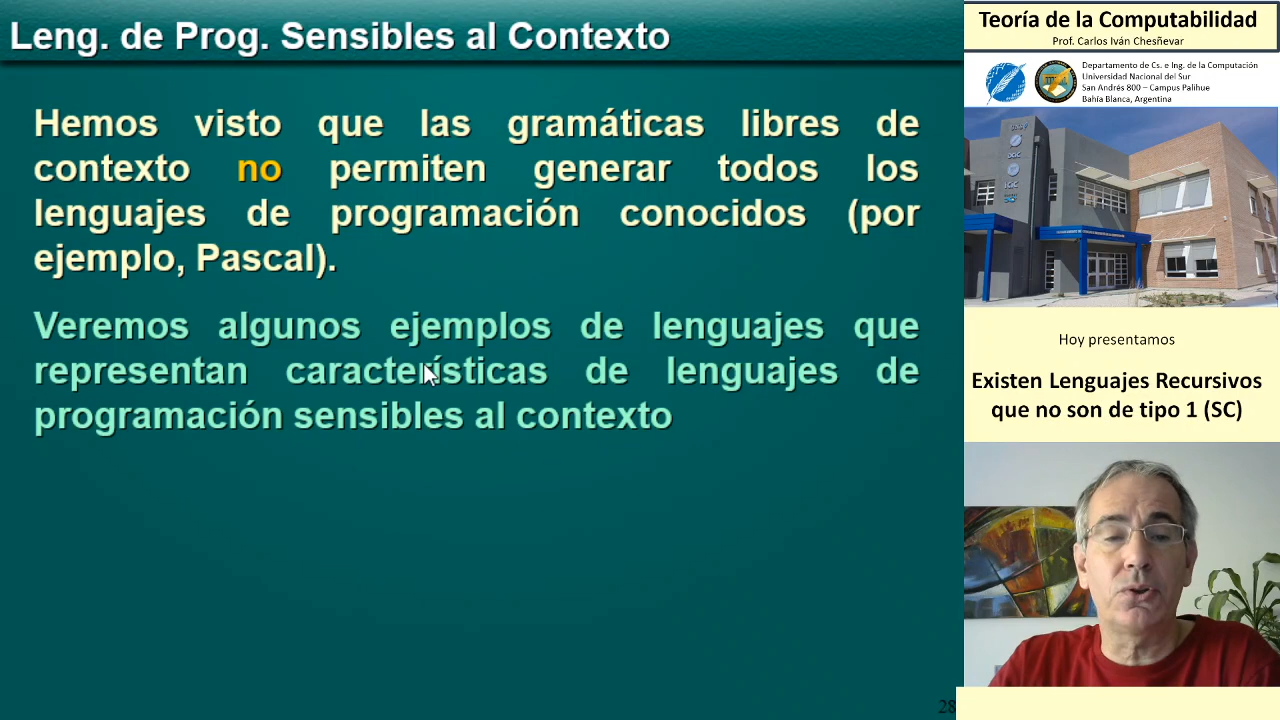 Leng. de Prog. Sensibles al Contexto
Hemos visto que las gramáticas libres de
contexto no permiten generar todos los
lenguajes de programación conocidos (por
ejemplo, Pascal).
Veremos algunos ejemplos de lenguajes que
representan características de lenguajes de
programación sensibles al contexto
28
Teoría de la Computabilidad
Prof. Carlos Iván Chesñevar
Departamento de Cs. e Ing. de la Computación
Universidad Nacional del Sur
San Andrés 800 – Campus Palihue
Bahía Blanca, Argentina
Hoy presentamos
Existen Lenguajes Recursivos
que no son de tipo 1 (SC)